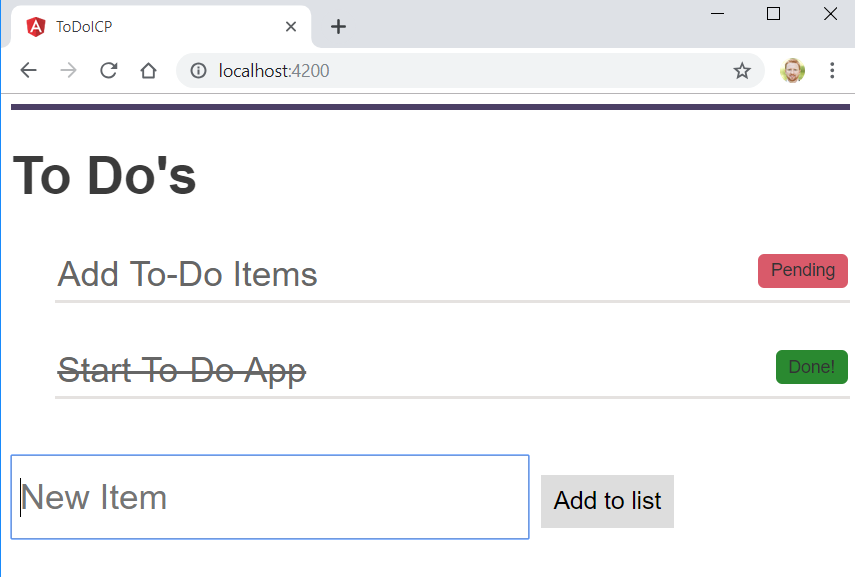 ToDoICP
localhost:4200
To Do's
Add To-Do Items Pending
Start To Do App Done!
New Item Add to list